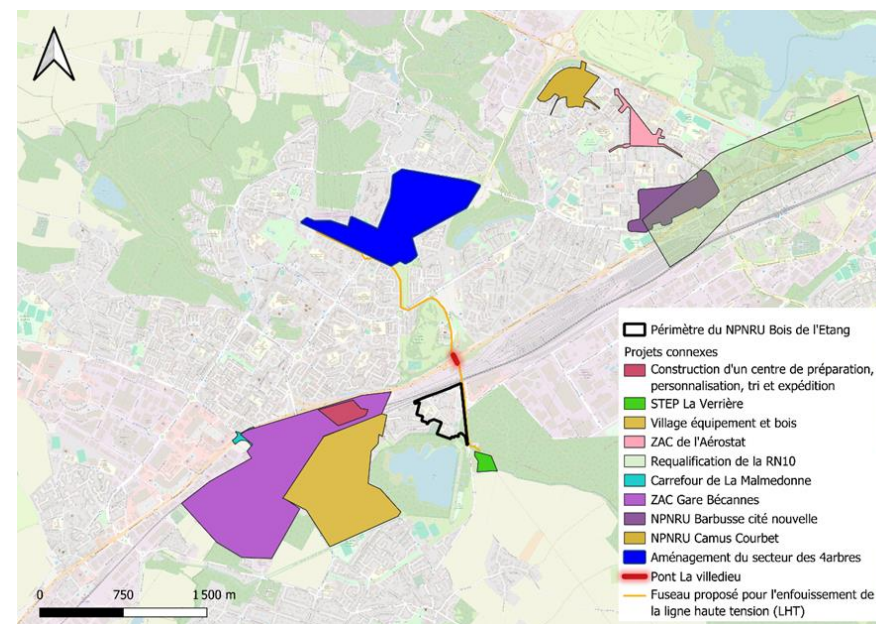 Périmètre du NPNRU Bois de l'Etang
Projets connexes
Construction d'un centre de préparation,
personnalisation, tri et expédition
STEP La Verrière
Village équipement et bois
ZAC de l'Aérostat
Requalification de la RN10
Carrefour de La Malmedonne
ZAC Gare Bécannes
NPNRU Barbusse cité nouvelle
NPNRU Camus Courbet
Aménagement du secteur des 4arbres
Pont La villedieu
Fuseau proposé pour l'enfouissement de
la ligne haute tension (LHT)
0 750 1 500 m